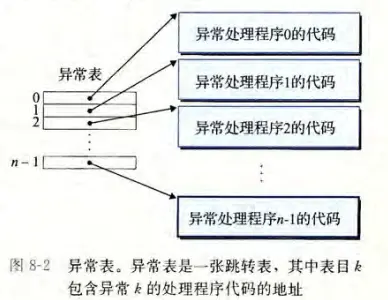 异常表
0
1
2
n-1
异常处理程序0的代码
异常处理程序1的代码
异常处理程序2的代码
异常处理程序n-1的代码
图 8-2 异常表。异常表是一张跳转表，其中表目 k
包含异常 k 的处理程序代码的地址